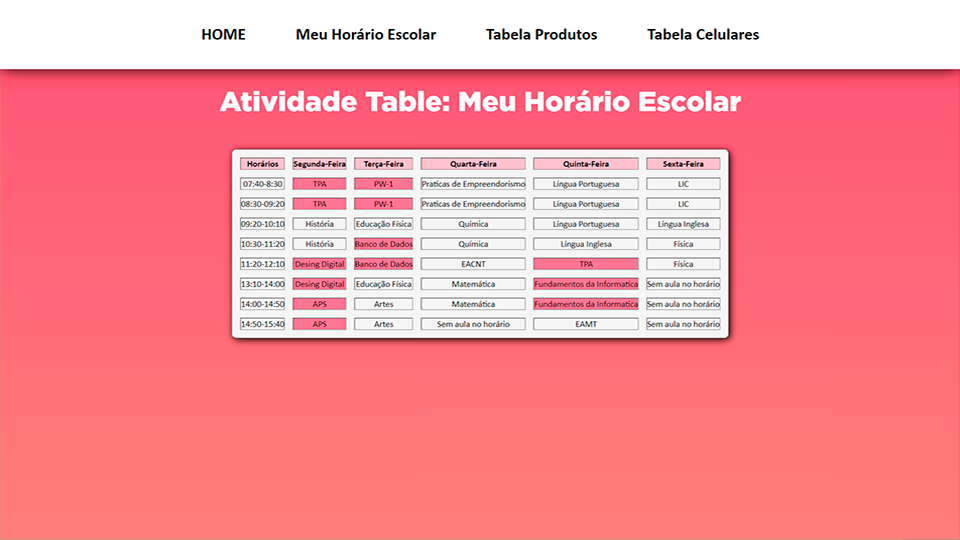 HOME Meu Horário Escolar Tabela Produtos Tabela Celulares
Atividade Table: Meu Horário Escolar
Horários Segunda-Feira Terça-Feira Quarta-Feira Quinta-Feira Sexta-Feira
07:40-8:30 TPA PW-1 Praticas de Empreendorismo Língua Portuguesa LIC
08:30-09:20 TPA PW-1 Praticas de Empreendorismo Língua Portuguesa LIC
09:20-10:10 História Educação Física Química Língua Portuguesa Língua Inglesa
10:30-11:20 História Banco de Dados Química Língua Inglesa Física
11:20-12:10 Desing Digital Banco de Dados EACNT TPA Física
13:10-14:00 Desing Digital Educação Física Matemática Fundamentos da Informatica Sem aula no horário
14:00-14:50 APS Artes Matemática Fundamentos da Informatica Sem aula no horário
14:50-15:40 APS Artes Sem aula no horário EAMT Sem aula no horário